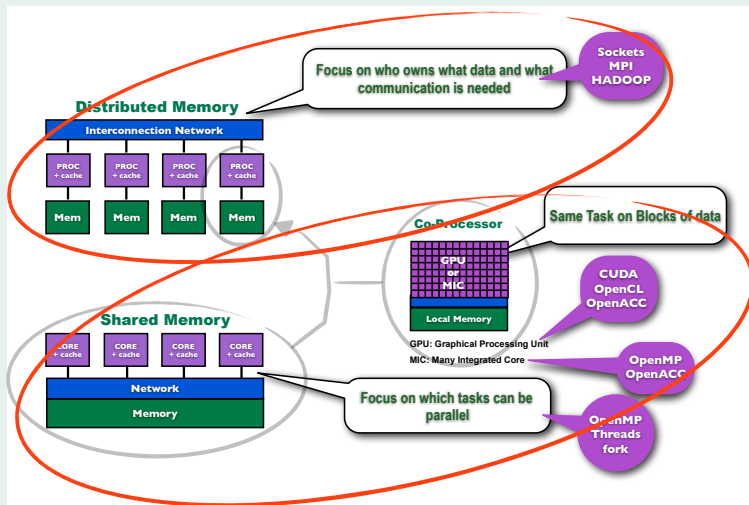 Sockets
MPI
HADOOP
Focus on who owns what data and what
communication is needed
Distributed Memory
Interconnection Network
PROC
+ cache
PROC
+ cache
PROC
+ cache
PROC
+ cache
Mem
Mem
Mem
Mem
Co-Processor
Same Task on Blocks of data
GPU
or
MIC
Local Memory
CUDA
OpenCL
OpenACC
GPU: Graphical Processing Unit
MIC: Many Integrated Core
OpenMP
OpenACC
Shared Memory
CORE
+ cache
CORE
+ cache
CORE
+ cache
CORE
+ cache
Network
Memory
Focus on which tasks can be
parallel
OpenMP
Threads
fork